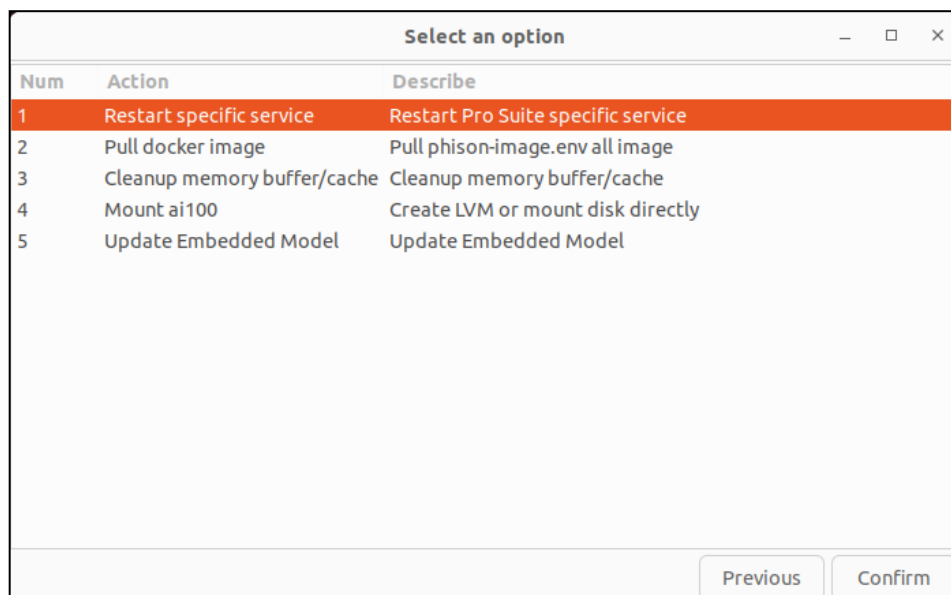 Select an option
Num Action Describe
1 Restart specific service Restart Pro Suite specific service
2 Pull docker image Pull phison-image.env all image
3 Cleanup memory buffer/cache Cleanup memory buffer/cache
4 Mount ai100 Create LVM or mount disk directly
5 Update Embedded Model Update Embedded Model
Previous Confirm